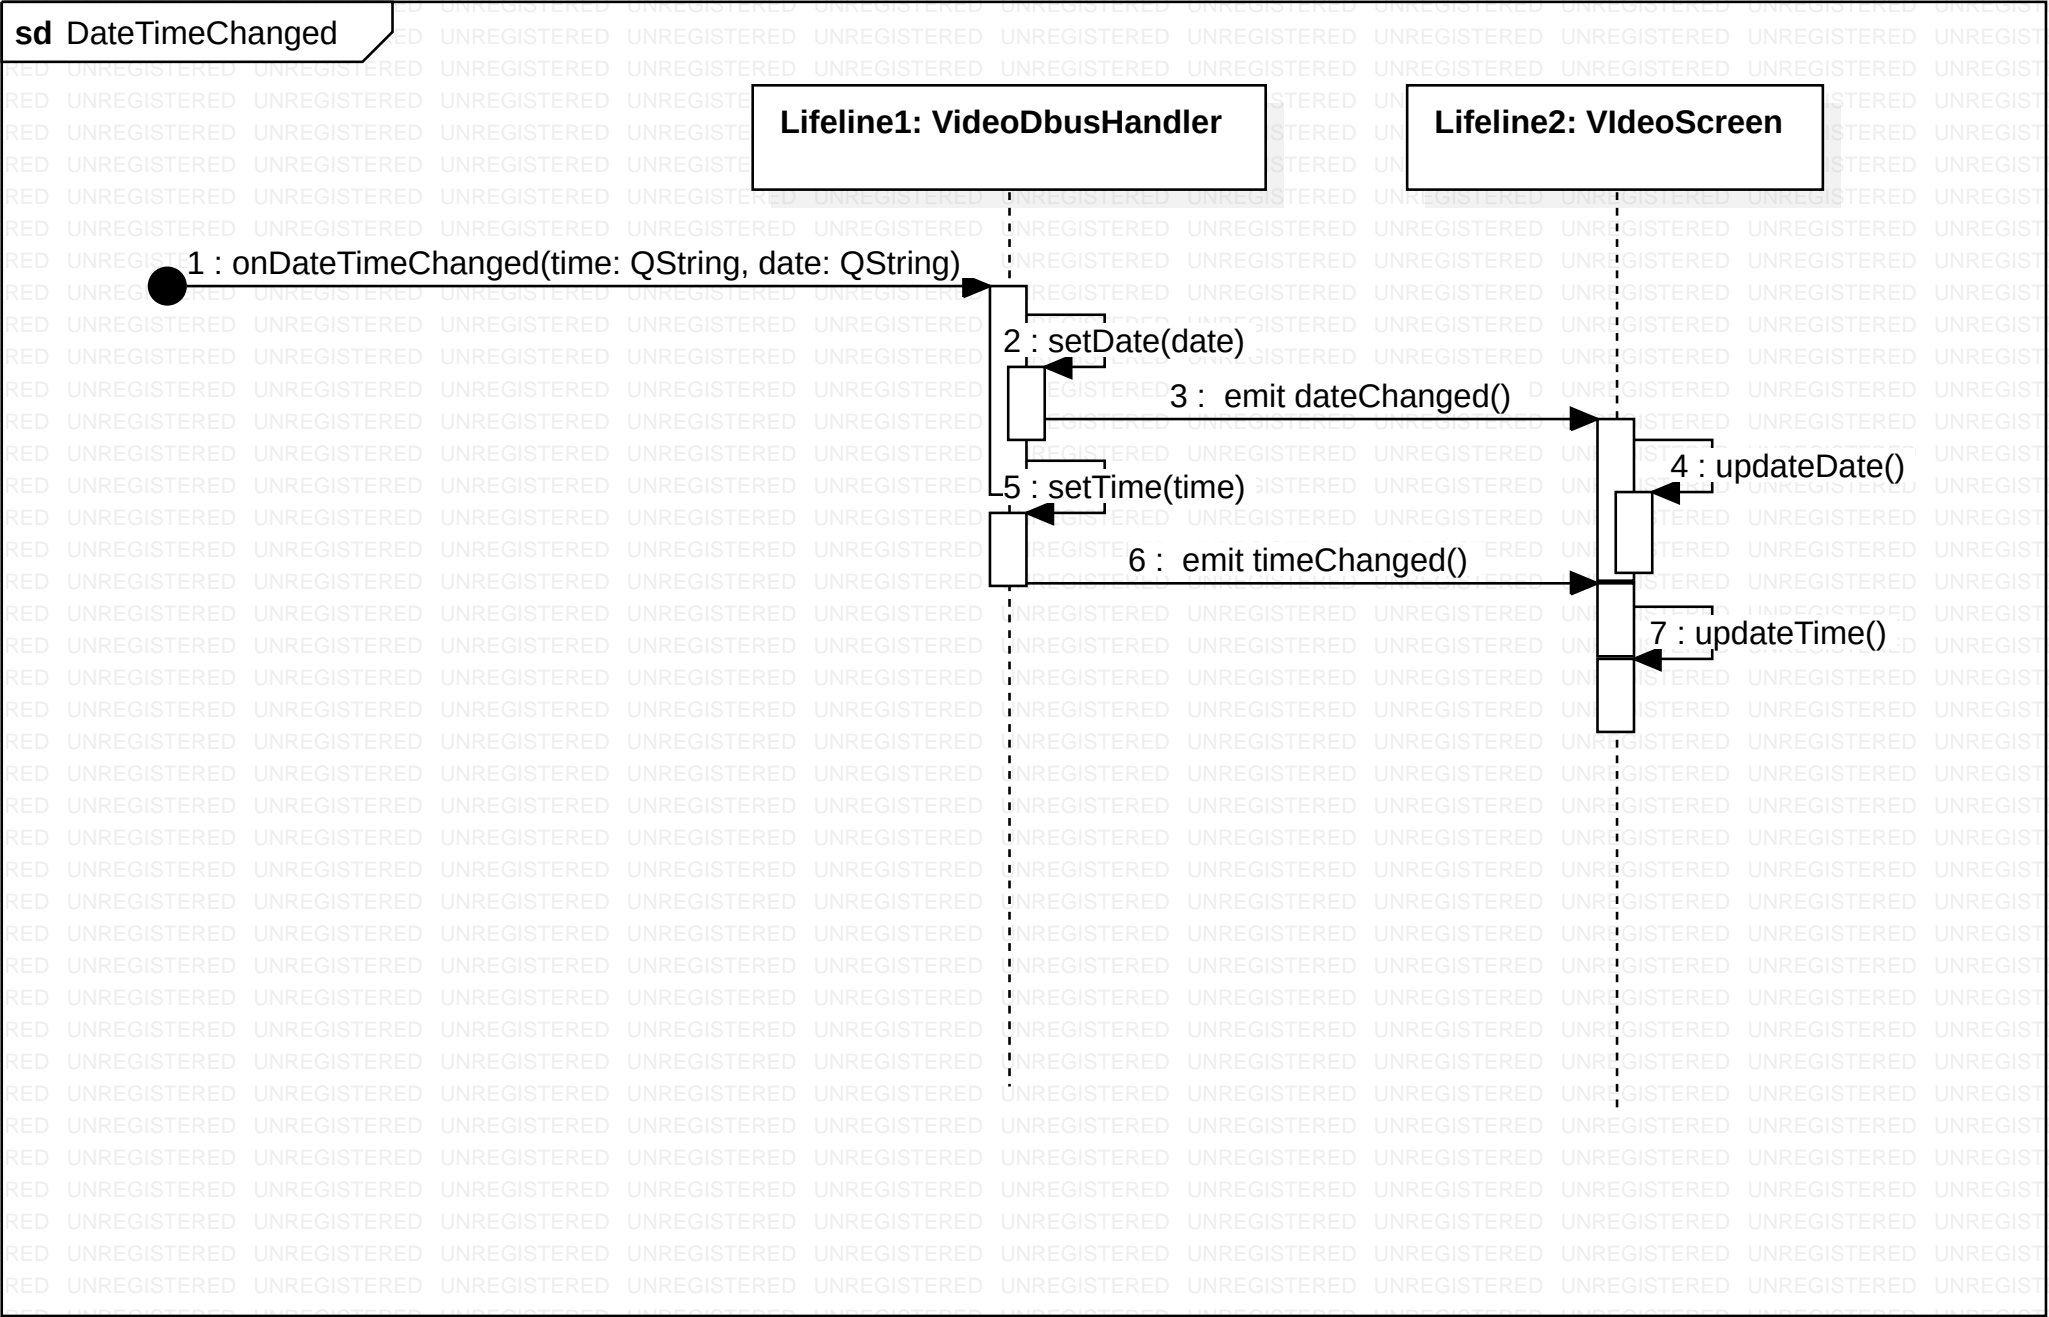 sd DateTimeChanged
Lifeline1: VideoDbusHandler
Lifeline2: VIdeoScreen
1 : onDateTimeChanged(time: QString, date: QString)
2 : setDate(date)
3 : emit dateChanged()
4 : updateDate()
5 : setTime(time)
6 : emit timeChanged()
7 : updateTime()
UNREGISTERED